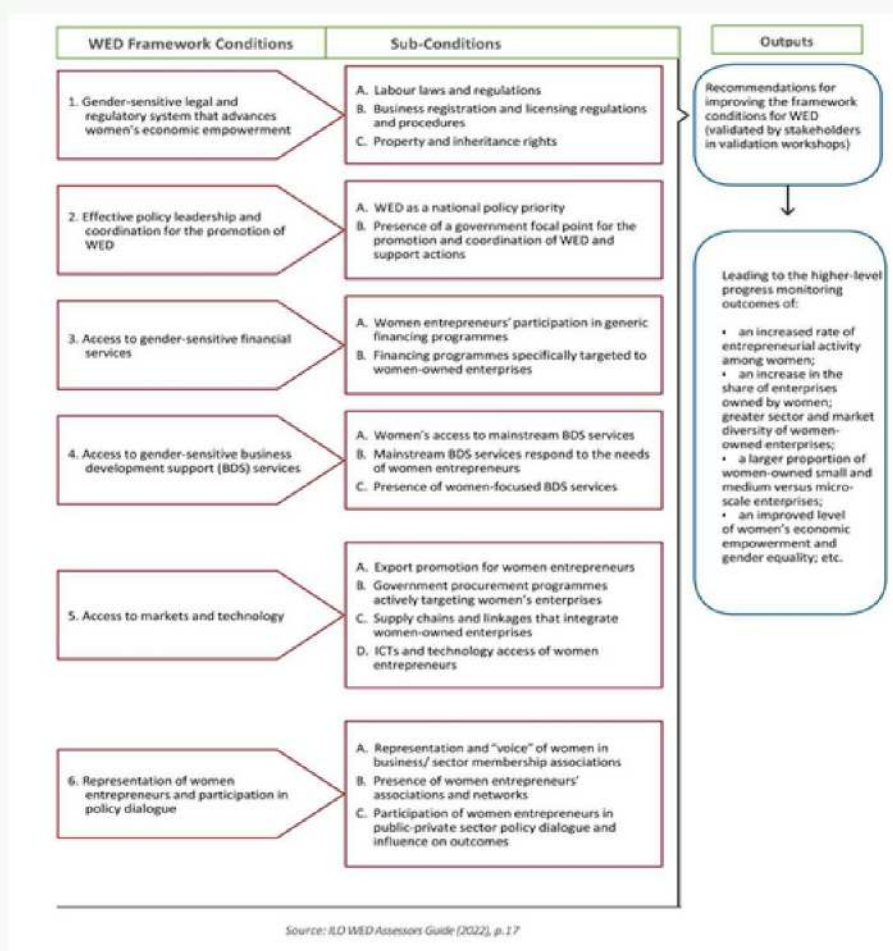 WED Framework Conditions
Sub-Conditions
Outputs
1. Gender-sensitive legal and
regulatory system that advances
women's economic empowerment
A. Labour laws and regulations
B. Business registration and licensing regulations
and procedures
C. Property and inheritance rights
Recommendations for
improving the framework
conditions for WED
(validated by stakeholders
in validation workshops)
2. Effective policy leadership and
coordination for the promotion of
WED
A. WED as a national policy priority
B. Presence of a government focal point for the
promotion and coordination of WED and
support actions
3. Access to gender-sensitive financial
services
A. Women entrepreneurs' participation in generic
financing programmes
B. Financing programmes specifically targeted to
women-owned enterprises
4. Access to gender-sensitive business
development support (BDS) services
A. Women's access to mainstream BDS services
B. Mainstream BDS services respond to the needs
of women entrepreneurs
C. Presence of women-focused BDS services
5. Access to markets and technology
A. Export promotion for women entrepreneurs
B. Government procurement programmes
actively targeting women's enterprises
C. Supply chains and linkages that integrate
women-owned enterprises
D. ICTs and technology access of women
entrepreneurs
6. Representation of women
entrepreneurs and participation in
policy dialogue
A. Representation and "voice" of women in
business/ sector membership associations
B. Presence of women entrepreneurs'
associations and networks
C. Participation of women entrepreneurs in
public-private sector policy dialogue and
influence on outcomes
Leading to the higher-level
progress monitoring
outcomes of:
• an increased rate of
entrepreneurial activity
among women;
• an increase in the
share of enterprises
owned by women;
greater sector and market
diversity of women-
owned enterprises;
• a larger proportion of
women-owned small and
medium versus micro-
scale enterprises;
• an improved level
of women's economic
empowerment and
gender equality; etc.
Source: ILO WED Assessors Guide (2022), p.17